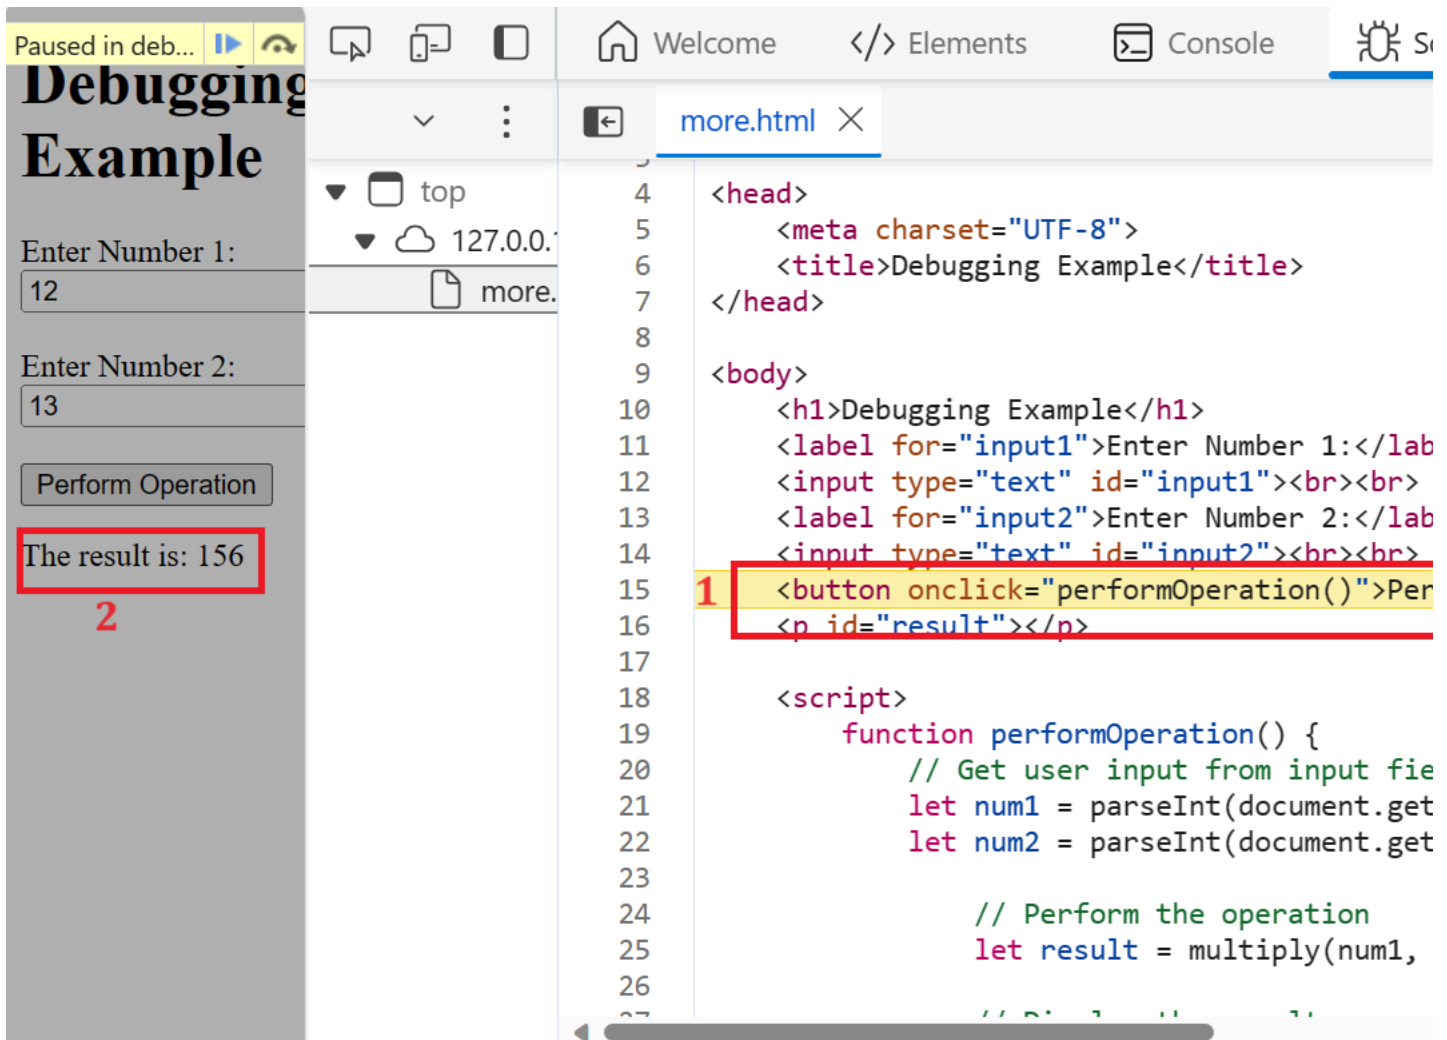 Paused in deb...
Debugging
Example
Enter Number 1:
12
Enter Number 2:
13
Perform Operation
The result is: 156
2
Welcome
</> Elements
Console
more.html
top
127.0.0.
more.
4 <head>
5 <meta charset="UTF-8">
6 <title>Debugging Example</title>
7 </head>
8
9 <body>
10 <h1>Debugging Example</h1>
11 <label for="input1">Enter Number 1:</lab
12 <input type="text" id="input1"><br><br>
13 <label for="input2">Enter Number 2:</lab
14 <input type="text" id="input2"><br><br>
15 1 <button onclick="performOperation()">Per
16 <p id="result"></p>
17
18 <script>
19 function performOperation() {
20 // Get user input from input fie
21 let num1 = parseInt(document.get
22 let num2 = parseInt(document.get
23
24 // Perform the operation
25 let result = multiply(num1,
26